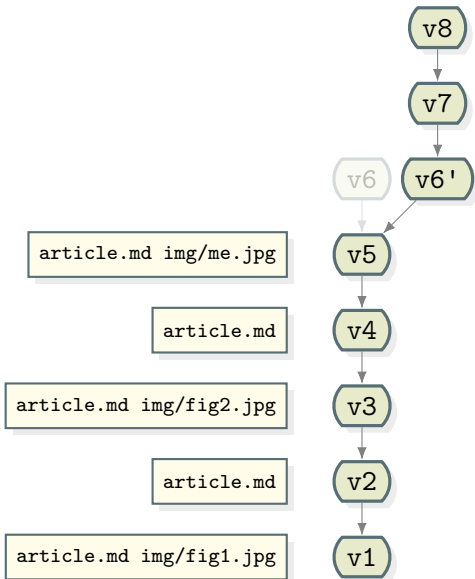 v8
v7
v6 v6'
article.md img/me.jpg v5
article.md v4
article.md img/fig2.jpg v3
article.md v2
article.md img/fig1.jpg v1